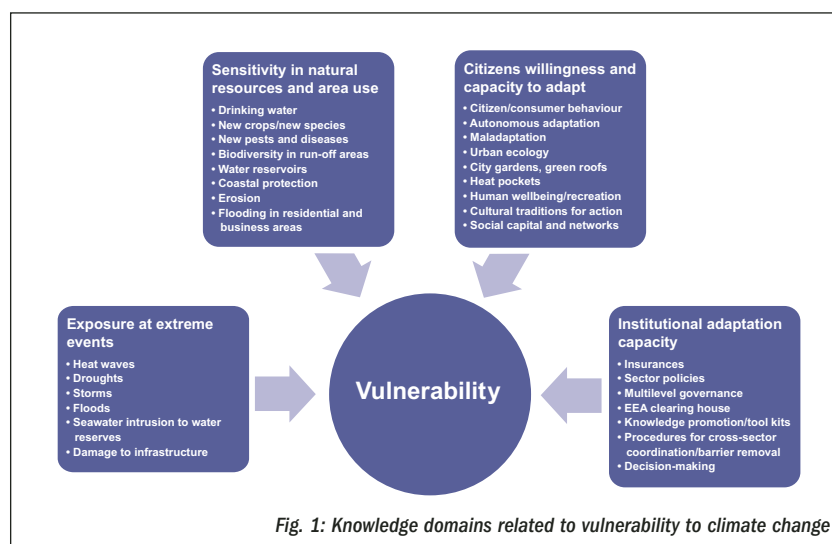 Sensitivity in natural
resources and area use
• Drinking water
• New crops/new species
• New pests and diseases
• Biodiversity in run-off areas
• Water reservoirs
• Coastal protection
• Erosion
• Flooding in residential and
business areas
Citizens willingness and
capacity to adapt
• Citizen/consumer behaviour
• Autonomous adaptation
• Maladaptation
• Urban ecology
• City gardens, green roofs
• Heat pockets
• Human wellbeing/recreation
• Cultural traditions for action
• Social capital and networks
Exposure at extreme
events
• Heat waves
• Droughts
• Storms
• Floods
• Seawater intrusion to water
reserves
• Damage to infrastructure
Vulnerability
Institutional adaptation
capacity
• Insurances
• Sector policies
• Multilevel governance
• EEA clearing house
• Knowledge promotion/tool kits
• Procedures for cross-sector
coordination/barrier removal
• Decision-making
Fig. 1: Knowledge domains related to vulnerability to climate change